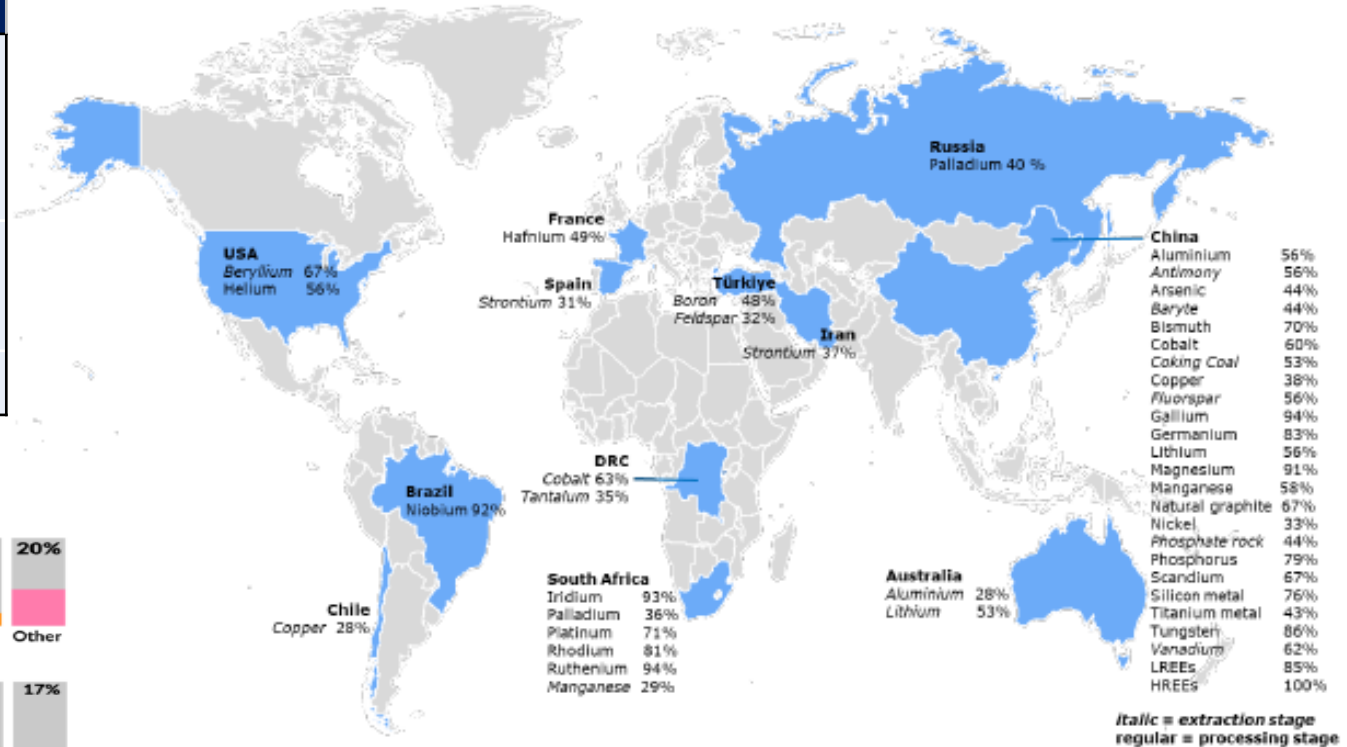 Russia
Palladium 40 %
France
Hafnium 49%
USA
Beryllium 67%
Helium 56%
Spain
Strontium 31%
Türkiye
Boron 48%
Feldspar 32%
Iran
Strontium 37%
China
Aluminium 56%
Antimony 56%
Arsenic 44%
Baryte 44%
Bismuth 70%
Cobalt 60%
Coking Coal 53%
Copper 38%
Fluorspar 56%
Gallium 94%
Germanium 83%
Lithium 56%
Magnesium 91%
Manganese 58%
Natural graphite 67%
Nickel 33%
Phosphate rock 44%
Phosphorus 79%
Scandium 67%
Silicon metal 76%
Titanium metal 43%
Tungsten 86%
Vanadium 62%
LREEs 85%
HREEs 100%
DRC
Cobalt 63%
Tantalum 35%
Brazil
Niobium 92%
South Africa
Iridium 93%
Palladium 36%
Platinum 71%
Rhodium 81%
Ruthenium 94%
Manganese 29%
Australia
Aluminium 28%
Lithium 53%
Chile
Copper 28%
20%
Other
17%
italic = extraction stage
regular = processing stage